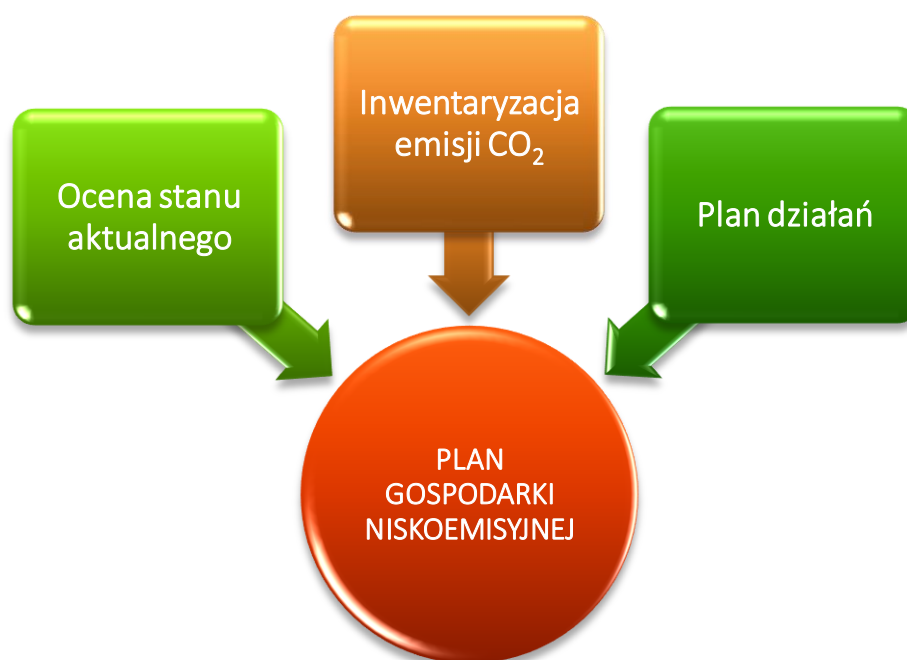 Inwentaryzacja
emisji CO₂
Ocena stanu
aktualnego
Plan działań
PLAN
GOSPODARKI
NISKOEMISYJNEJ